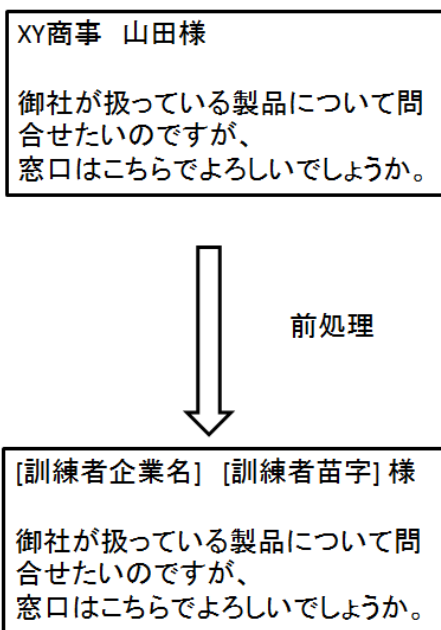 XY商事　山田様
御社が扱っている製品について問
合せたいのですが、
窓口はこちらでよろしいでしょうか。
前処理
[訓練者企業名]　[訓練者苗字] 様
御社が扱っている製品について問
合せたいのですが、
窓口はこちらでよろしいでしょうか。